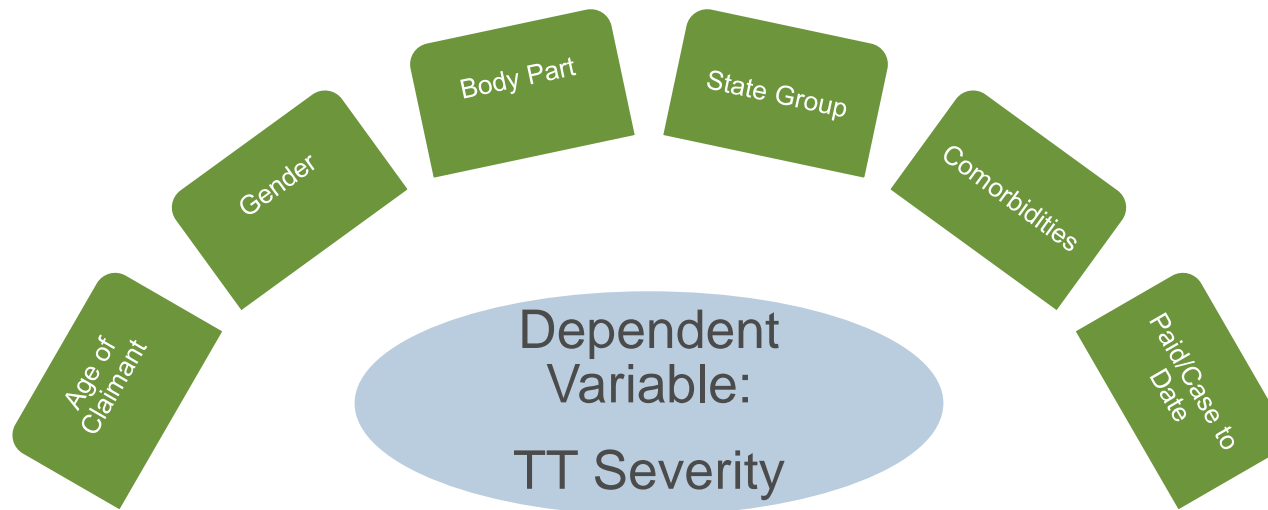 Age of
Claimant
Gender
Body Part
State Group
Comorbidities
Paid/Case to
Date
Dependent
Variable:
TT Severity